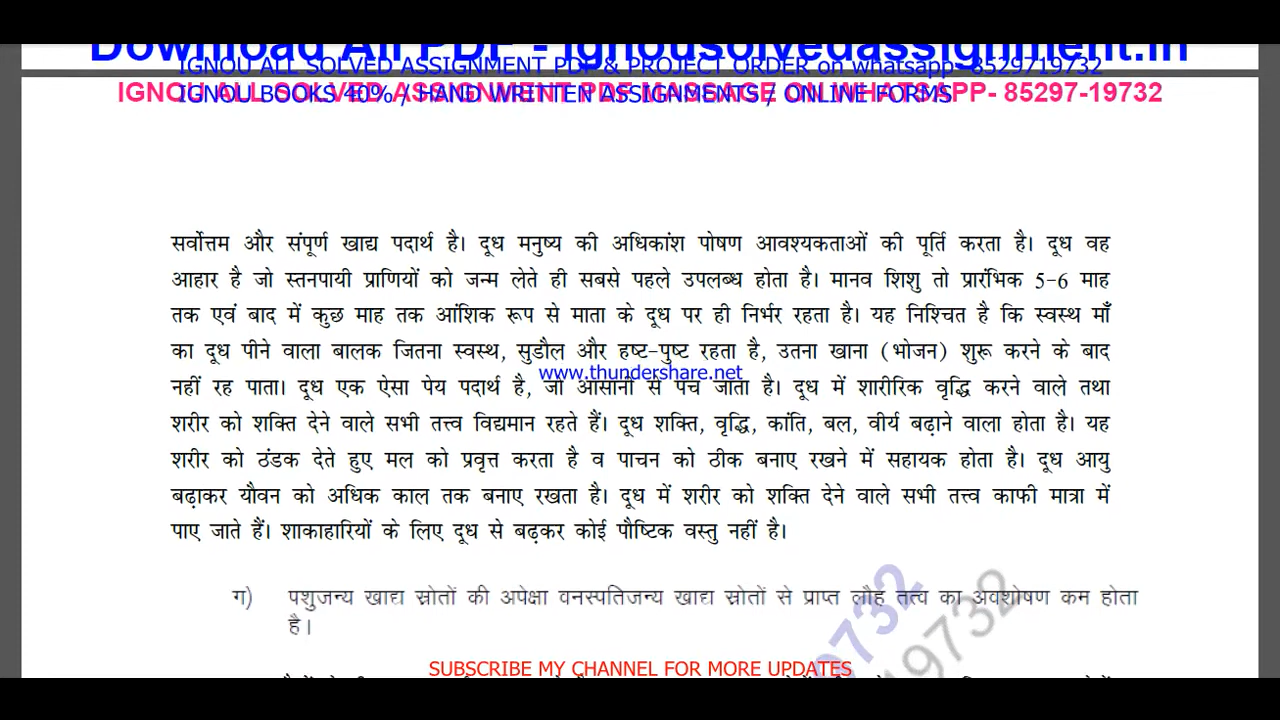 Download All PDF - ignousolvedassignment.in
IGNOU ALL SOLVED ASSIGNMENT PDF & PROJECT ORDER on whatsapp- 8529719732
IGNOU ALL SOLVED ASSIGNMENT PDF MASSAGE ON WHATSAPP- 85297-19732
IGNOU BOOKS 40% / HAND WRITTEN ASSIGNMENTS / ONLINE FORMS
सर्वोत्तम और संपूर्ण खाद्य पदार्थ है। दूध मनुष्य की अधिकांश पोषण आवश्यकताओं की पूर्ति करता है। दूध वह
आहार है जो स्तनपायी प्राणियों को जन्म लेते ही सबसे पहले उपलब्ध होता है। मानव शिशु तो प्रारंभिक 5-6 माह
तक एवं बाद में कुछ माह तक आंशिक रूप से माता के दूध पर ही निर्भर रहता है। यह निश्चित है कि स्वस्थ माँ
का दूध पीने वाला बालक जितना स्वस्थ, सुडौल और हष्ट-पुष्ट रहता है, उतना खाना (भोजन) शुरू करने के बाद
www.thundershare.net
नहीं रह पाता। दूध एक ऐसा पेय पदार्थ है, जो आसानी से पच जाता है। दूध में शारीरिक वृद्धि करने वाले तथा
शरीर को शक्ति देने वाले सभी तत्त्व विद्यमान रहते हैं। दूध शक्ति, वृद्धि, कांति, बल, वीर्य बढ़ाने वाला होता है। यह
शरीर को ठंडक देते हुए मल को प्रवृत्त करता है व पाचन को ठीक बनाए रखने में सहायक होता है। दूध आयु
बढ़ाकर यौवन को अधिक काल तक बनाए रखता है। दूध में शरीर को शक्ति देने वाले सभी तत्त्व काफी मात्रा में
पाए जाते हैं। शाकाहारियों के लिए दूध से बढ़कर कोई पौष्टिक वस्तु नहीं है।
ग) पशुजन्य खाद्य स्रोतों की अपेक्षा वनस्पतिजन्य खाद्य स्रोतों से प्राप्त लौह तत्व का अवशोषण कम होता
है।
9732
19732
SUBSCRIBE MY CHANNEL FOR MORE UPDATES